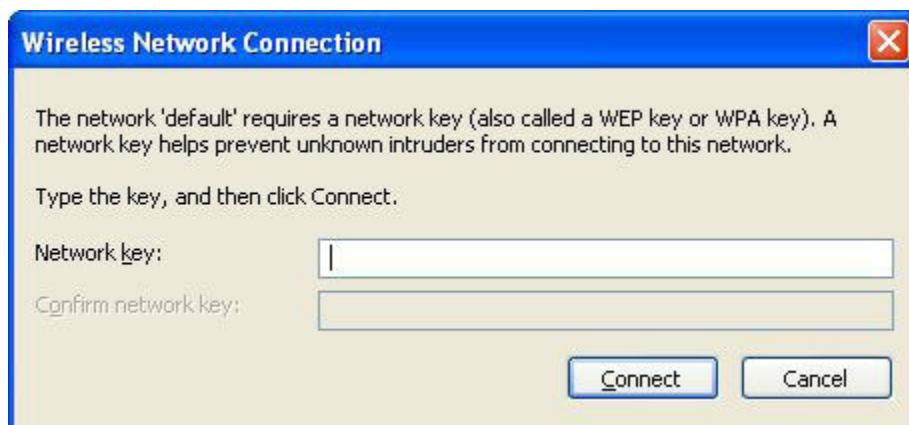 Wireless Network Connection
The network 'default' requires a network key (also called a WEP key or WPA key). A
network key helps prevent unknown intruders from connecting to this network.
Type the key, and then click Connect.
Network key:
Confirm network key:
Connect Cancel